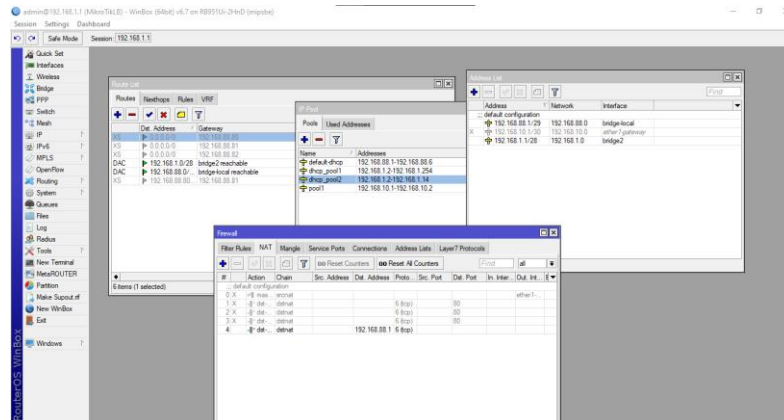 admin@192.168.1.1 (MikroTikLB) - WinBox (64bit) v6.7 on RB951Ui-2HnD (mipsbe)
Session Settings Dashboard
Safe Mode Session: 192.168.1.1
Quick Set
Interfaces
Wireless
Bridge
PPP
Switch
Mesh
IP
IPv6
MPLS
OpenFlow
Routing
System
Queues
Files
Log
Radius
Tools
New Terminal
MetaROUTER
Partition
Make Supout.rif
New WinBox
Exit
Windows
RouterOS WinBox
Route List
Routes Nexthops Rules VRF
Dst. Address Gateway
XS 0.0.0.0/0
XS 0.0.0.0/0 192.168.88.81
XS 0.0.0.0/0 192.168.88.82
DAC 192.168.1.0/28 bridge2 reachable
DAC 192.168.88.0/... bridge-local reachable
XS 192.168.88.80... 192.168.88.81
6 items (1 selected)
IP Pool
Pools Used Addresses
Name Addresses
default-dhcp 192.168.88.1-192.168.88.6
dhcp_pool1 192.168.1.2-192.168.1.254
dhcp_pool2 192.168.1.2-192.168.1.14
pool1 192.168.10.1-192.168.10.2
Address List
Find
Address Network Interface
::: default configuration
192.168.88.1/29 192.168.88.0 bridge-local
X 192.168.10.1/30 192.168.10.0 ether1-gateway
192.168.1.1/28 192.168.1.0 bridge2
Firewall
Filter Rules NAT Mangle Service Ports Connections Address Lists Layer7 Protocols
00 Reset Counters 00 Reset All Counters Find all
# Action Chain Src. Address Dst. Address Proto... Src. Port Dst. Port In. Inter... Out. Int...
::: default configuration
0 X mas... srcnat ether1-...
1 X dst-... dstnat 6 (tcp) 80
2 X dst-... dstnat 6 (tcp) 80
3 X dst-... dstnat 6 (tcp) 80
4 dst-... dstnat 192.168.88.1 6 (tcp)